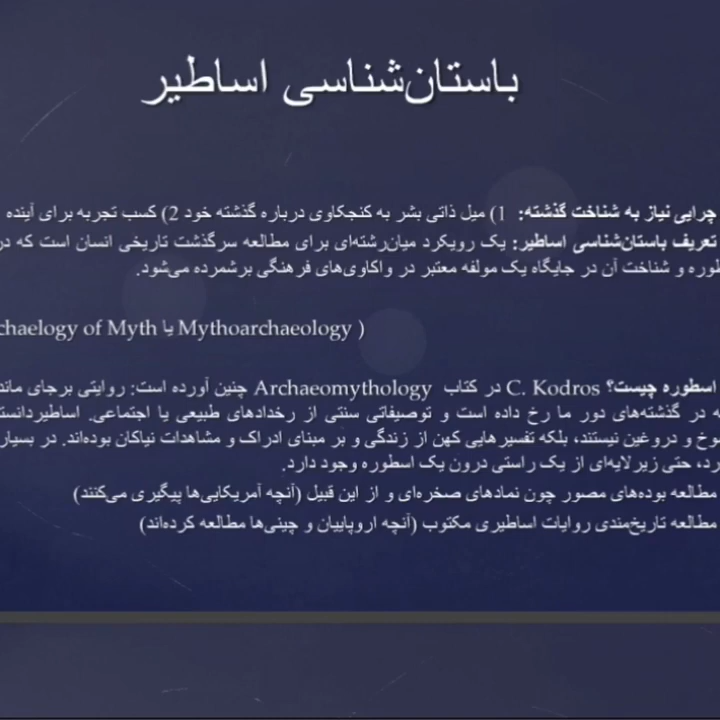 باستان‌شناسی اساطیر
چرایی نیاز به شناخت گذشته: 1) میل ذاتی بشر به کنجکاوی درباره گذشته خود 2) کسب تجربه برای آینده
تعریف باستان‌شناسی اساطیر: یک رویکرد میان‌رشته‌ای برای مطالعه سرگذشت تاریخی انسان است که در
و شناخت آن در جایگاه یک مولفه معتبر در واکاوی‌های فرهنگی برشمرده می‌شود.
( Mythoarchaeology یا chaelogy of Myth
اسطوره چیست؟ C. Kodros در کتاب Archaeomythology چنین آورده است: روایتی برجای
در گذشته‌های دور ما رخ داده است و توصیفاتی سنتی از رخدادهای طبیعی یا اجتماعی.
و دروغین نیستند، بلکه تفسیرهایی کهن از زندگی و بر مبنای ادراک و مشاهدات نیاکان بوده‌اند. در بسیار
حتی زیرلایه‌ای از یک راستی درون یک اسطوره وجود دارد.
مطالعه بوده‌های مصور چون نمادهای صخره‌ای و از این قبیل (آنچه آمریکایی‌ها پیگیری می‌کنند)
مطالعه تاریخ‌مندی روایات اساطیری مکتوب (آنچه اروپاییان و چینی‌ها مطالعه کرده‌اند)